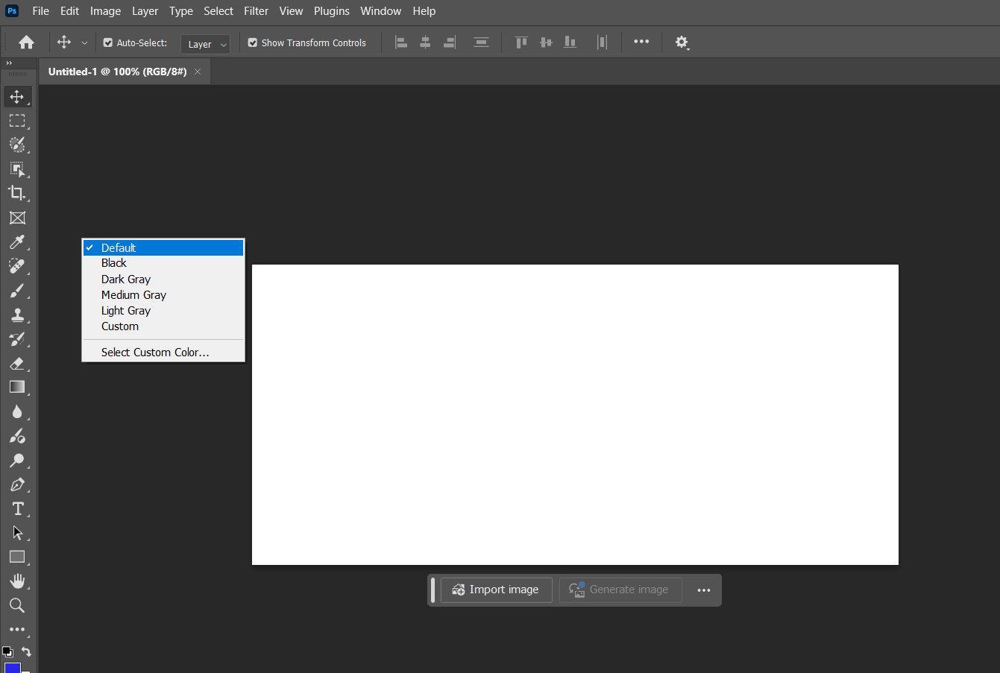 Ps File Edit Image Layer Type Select Filter View Plugins Window Help
Auto-Select: Layer Show Transform Controls
Untitled-1 @ 100% (RGB/8#)
Default
Black
Dark Gray
Medium Gray
Light Gray
Custom
Select Custom Color...
T
Import image Generate image